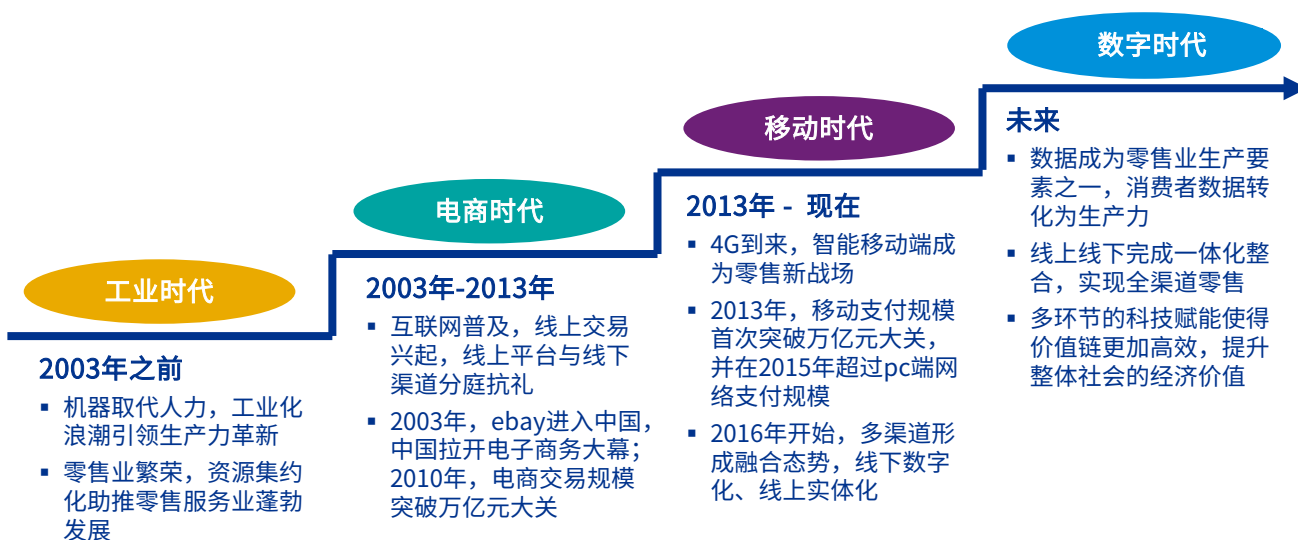 工业时代
2003年之前
▪ 机器取代人力，工业化
浪潮引领生产力革新
▪ 零售业繁荣，资源集约
化助推零售服务业蓬勃
发展
电商时代
2003年-2013年
▪ 互联网普及，线上交易
兴起，线上平台与线下
渠道分庭抗礼
▪ 2003年，ebay进入中国，
中国拉开电子商务大幕；
2010年，电商交易规模
突破万亿元大关
移动时代
2013年 - 现在
▪ 4G到来，智能移动端成
为零售新战场
▪ 2013年，移动支付规模
首次突破万亿元大关，
并在2015年超过pc端网
络支付规模
▪ 2016年开始，多渠道形
成融合态势，线下数字
化、线上实体化
数字时代
未来
▪ 数据成为零售业生产要
素之一，消费者数据转
化为生产力
▪ 线上线下完成一体化整
合，实现全渠道零售
▪ 多环节的科技赋能使得
价值链更加高效，提升
整体社会的经济价值